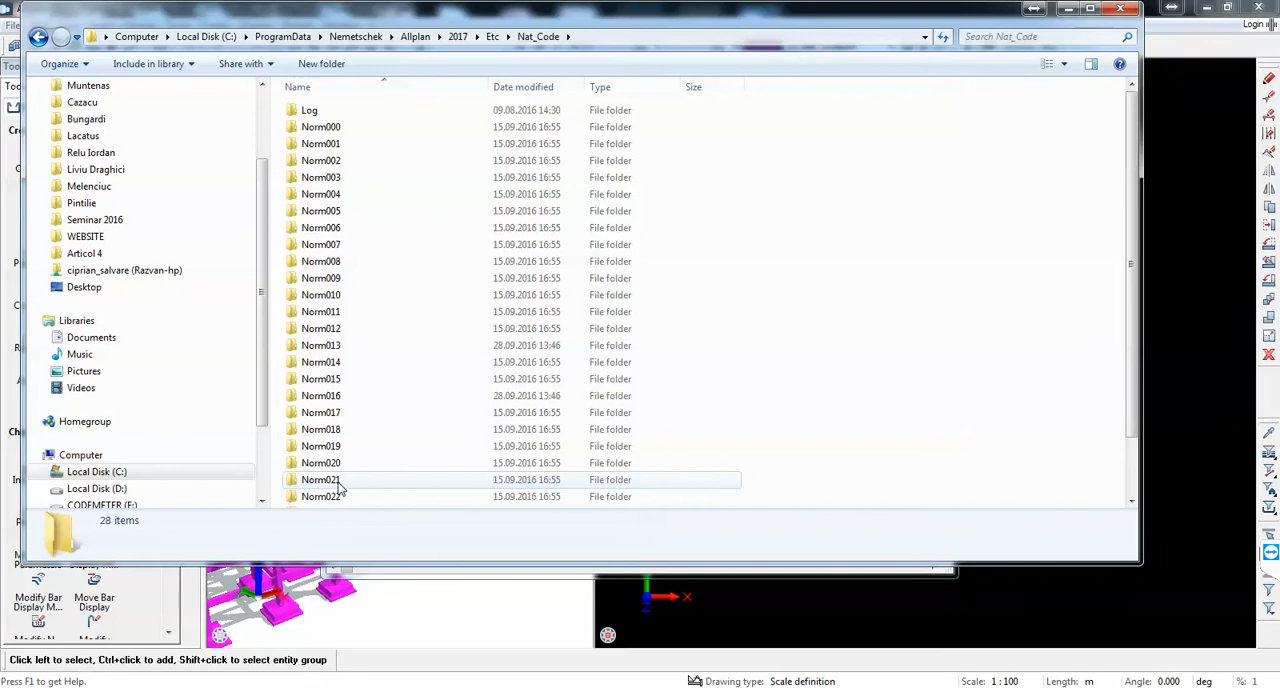 Computer ▸ Local Disk (C:) ▸ ProgramData ▸ Nemetschek ▸ Allplan ▸ 2017 ▸ Etc ▸ Nat_Code ▸
Search Nat_Code
Login
Organize Include in library Share with New folder
Name Date modified Type Size
Muntenas
Cazacu
Bungardi
Lacatus
Relu Iordan
Liviu Draghici
Melenciuc
Pintilie
Seminar 2016
WEBSITE
Articol 4
ciprian_salvare (Razvan-hp)
Desktop
Libraries
Documents
Music
Pictures
Videos
Homegroup
Computer
Local Disk (C:)
Local Disk (D:)
CODEMETER (E:)
Log 09.08.2016 14:30 File folder
Norm000 15.09.2016 16:55 File folder
Norm001 15.09.2016 16:55 File folder
Norm002 15.09.2016 16:55 File folder
Norm003 15.09.2016 16:55 File folder
Norm004 15.09.2016 16:55 File folder
Norm005 15.09.2016 16:55 File folder
Norm006 15.09.2016 16:55 File folder
Norm007 15.09.2016 16:55 File folder
Norm008 15.09.2016 16:55 File folder
Norm009 15.09.2016 16:55 File folder
Norm010 15.09.2016 16:55 File folder
Norm011 15.09.2016 16:55 File folder
Norm012 15.09.2016 16:55 File folder
Norm013 28.09.2016 13:46 File folder
Norm014 15.09.2016 16:55 File folder
Norm015 15.09.2016 16:55 File folder
Norm016 28.09.2016 13:46 File folder
Norm017 15.09.2016 16:55 File folder
Norm018 15.09.2016 16:55 File folder
Norm019 15.09.2016 16:55 File folder
Norm020 15.09.2016 16:55 File folder
Norm021 15.09.2016 16:55 File folder
Norm022 15.09.2016 16:55 File folder
28 items
Modify Bar Move Bar
Display M... Display
X
Z
Click left to select, Ctrl+click to add, Shift+click to select entity group
Press F1 to get Help.
Drawing type: Scale definition Scale: 1 : 100 Length: m Angle: 0.000 deg %: 1